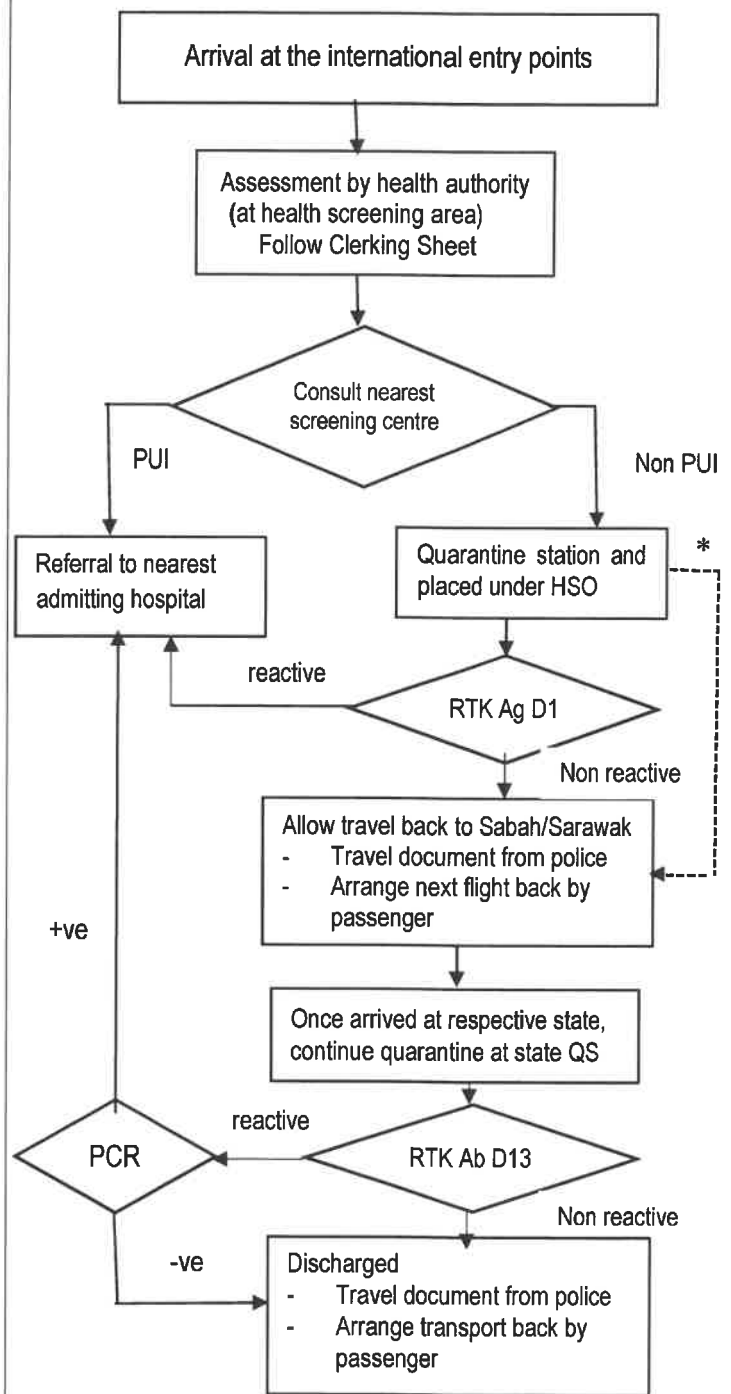 Arrival at the international entry points
Assessment by health authority
(at health screening area)
Follow Clerking Sheet
Consult nearest
screening centre
PUI
Non PUI
Referral to nearest
admitting hospital
Quarantine station and
placed under HSO
*
reactive
RTK Ag D1
Non reactive
Allow travel back to Sabah/Sarawak
- Travel document from police
- Arrange next flight back by
passenger
+ve
Once arrived at respective state,
continue quarantine at state QS
reactive
PCR
RTK Ab D13
Non reactive
-ve
Discharged
- Travel document from police
- Arrange transport back by
passenger